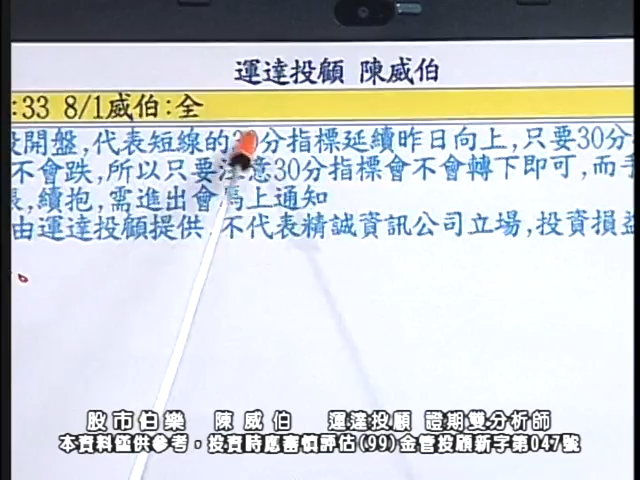 運達投顧 陳威伯
:33 8/1威伯:全
開盤,代表短線的30分指標延續昨日向上,只要30分
不會跌,所以只要注意30分指標會不會轉下即可,而手
,續抱,需進出會馬上通知
由運達投顧提供,不代表精誠資訊公司立場,投資損益
股市伯樂 陳威伯 運達投顧 證期雙分析師
本資料僅供參考,投資時應審慎評估(99)金管投顧新字第047號